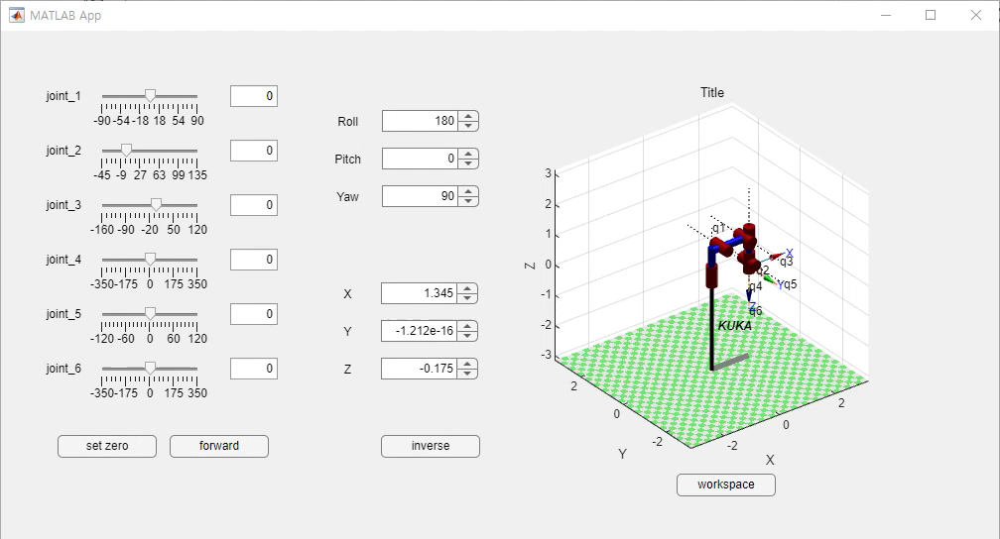 MATLAB App
joint_1
0
-90 -54 -18 18 54 90
joint_2
0
-45 -9 27 63 99 135
joint_3
0
-160 -90 -20 50 120
joint_4
0
-350 -175 0 175 350
joint_5
0
-120 -60 0 60 120
joint_6
0
-350 -175 0 175 350
set zero
forward
Roll
180
Pitch
0
Yaw
90
X
1.345
Y
-1.212e-16
Z
-0.175
inverse
Title
3
2
1
0
-1
-2
-3
Z
q1
X
q3
q2
q4
Y
q5
Z
q6
KUKA
2
0
-2
Y
-2
0
2
X
workspace